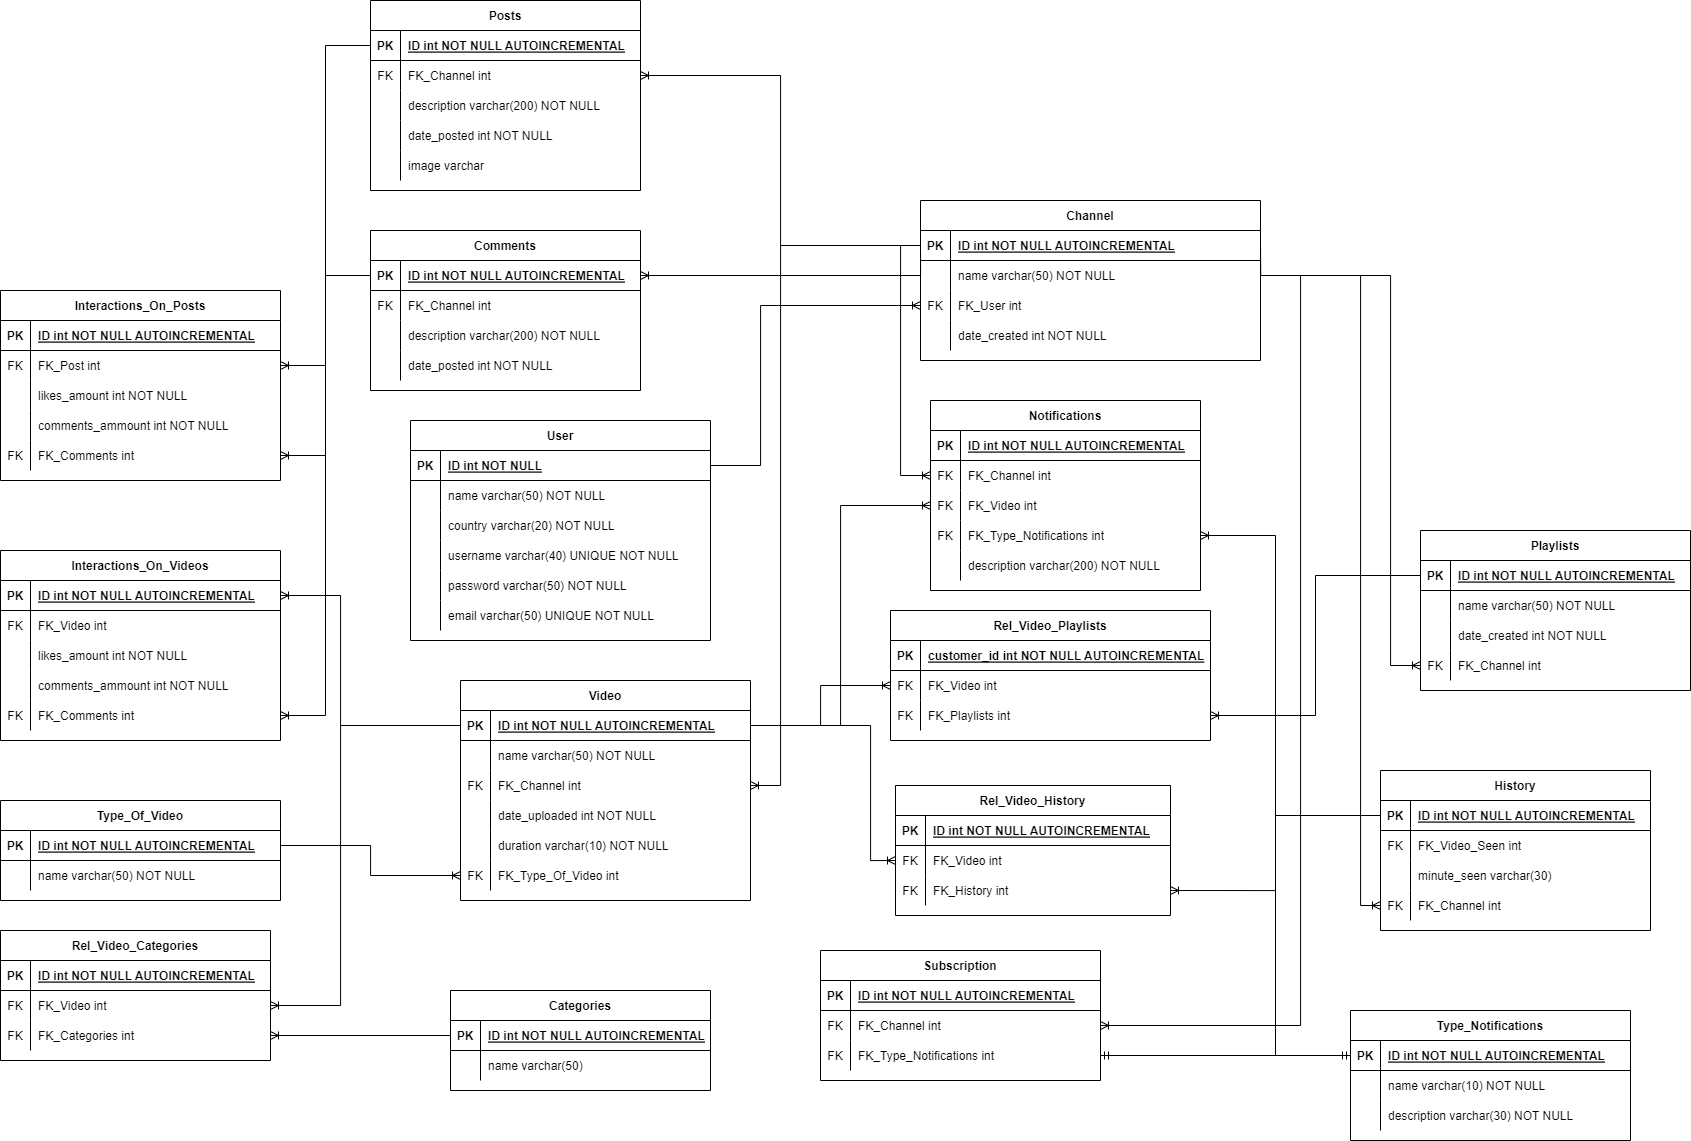 Posts
PK ID int NOT NULL AUTOINCREMENTAL
FK FK_Channel int
description varchar(200) NOT NULL
date_posted int NOT NULL
image varchar
Channel
PK ID int NOT NULL AUTOINCREMENTAL
name varchar(50) NOT NULL
FK FK_User int
date_created int NOT NULL
Comments
PK ID int NOT NULL AUTOINCREMENTAL
FK FK_Channel int
description varchar(200) NOT NULL
date_posted int NOT NULL
Interactions_On_Posts
PK ID int NOT NULL AUTOINCREMENTAL
FK FK_Post int
likes_amount int NOT NULL
comments_ammount int NOT NULL
FK FK_Comments int
Notifications
PK ID int NOT NULL AUTOINCREMENTAL
FK FK_Channel int
FK FK_Video int
FK FK_Type_Notifications int
description varchar(200) NOT NULL
User
PK ID int NOT NULL
name varchar(50) NOT NULL
country varchar(20) NOT NULL
username varchar(40) UNIQUE NOT NULL
password varchar(50) NOT NULL
email varchar(50) UNIQUE NOT NULL
Playlists
PK ID int NOT NULL AUTOINCREMENTAL
name varchar(50) NOT NULL
date_created int NOT NULL
FK FK_Channel int
Interactions_On_Videos
PK ID int NOT NULL AUTOINCREMENTAL
FK FK_Video int
likes_amount int NOT NULL
comments_ammount int NOT NULL
FK FK_Comments int
Rel_Video_Playlists
PK customer_id int NOT NULL AUTOINCREMENTAL
FK FK_Video int
FK FK_Playlists int
Video
PK ID int NOT NULL AUTOINCREMENTAL
name varchar(50) NOT NULL
FK FK_Channel int
date_uploaded int NOT NULL
duration varchar(10) NOT NULL
FK FK_Type_Of_Video int
History
PK ID int NOT NULL AUTOINCREMENTAL
FK FK_Video_Seen int
minute_seen varchar(30)
FK FK_Channel int
Rel_Video_History
PK ID int NOT NULL AUTOINCREMENTAL
FK FK_Video int
FK FK_History int
Type_Of_Video
PK ID int NOT NULL AUTOINCREMENTAL
name varchar(50) NOT NULL
Rel_Video_Categories
PK ID int NOT NULL AUTOINCREMENTAL
FK FK_Video int
FK FK_Categories int
Subscription
PK ID int NOT NULL AUTOINCREMENTAL
FK FK_Channel int
FK FK_Type_Notifications int
Categories
PK ID int NOT NULL AUTOINCREMENTAL
name varchar(50)
Type_Notifications
PK ID int NOT NULL AUTOINCREMENTAL
name varchar(10) NOT NULL
description varchar(30) NOT NULL